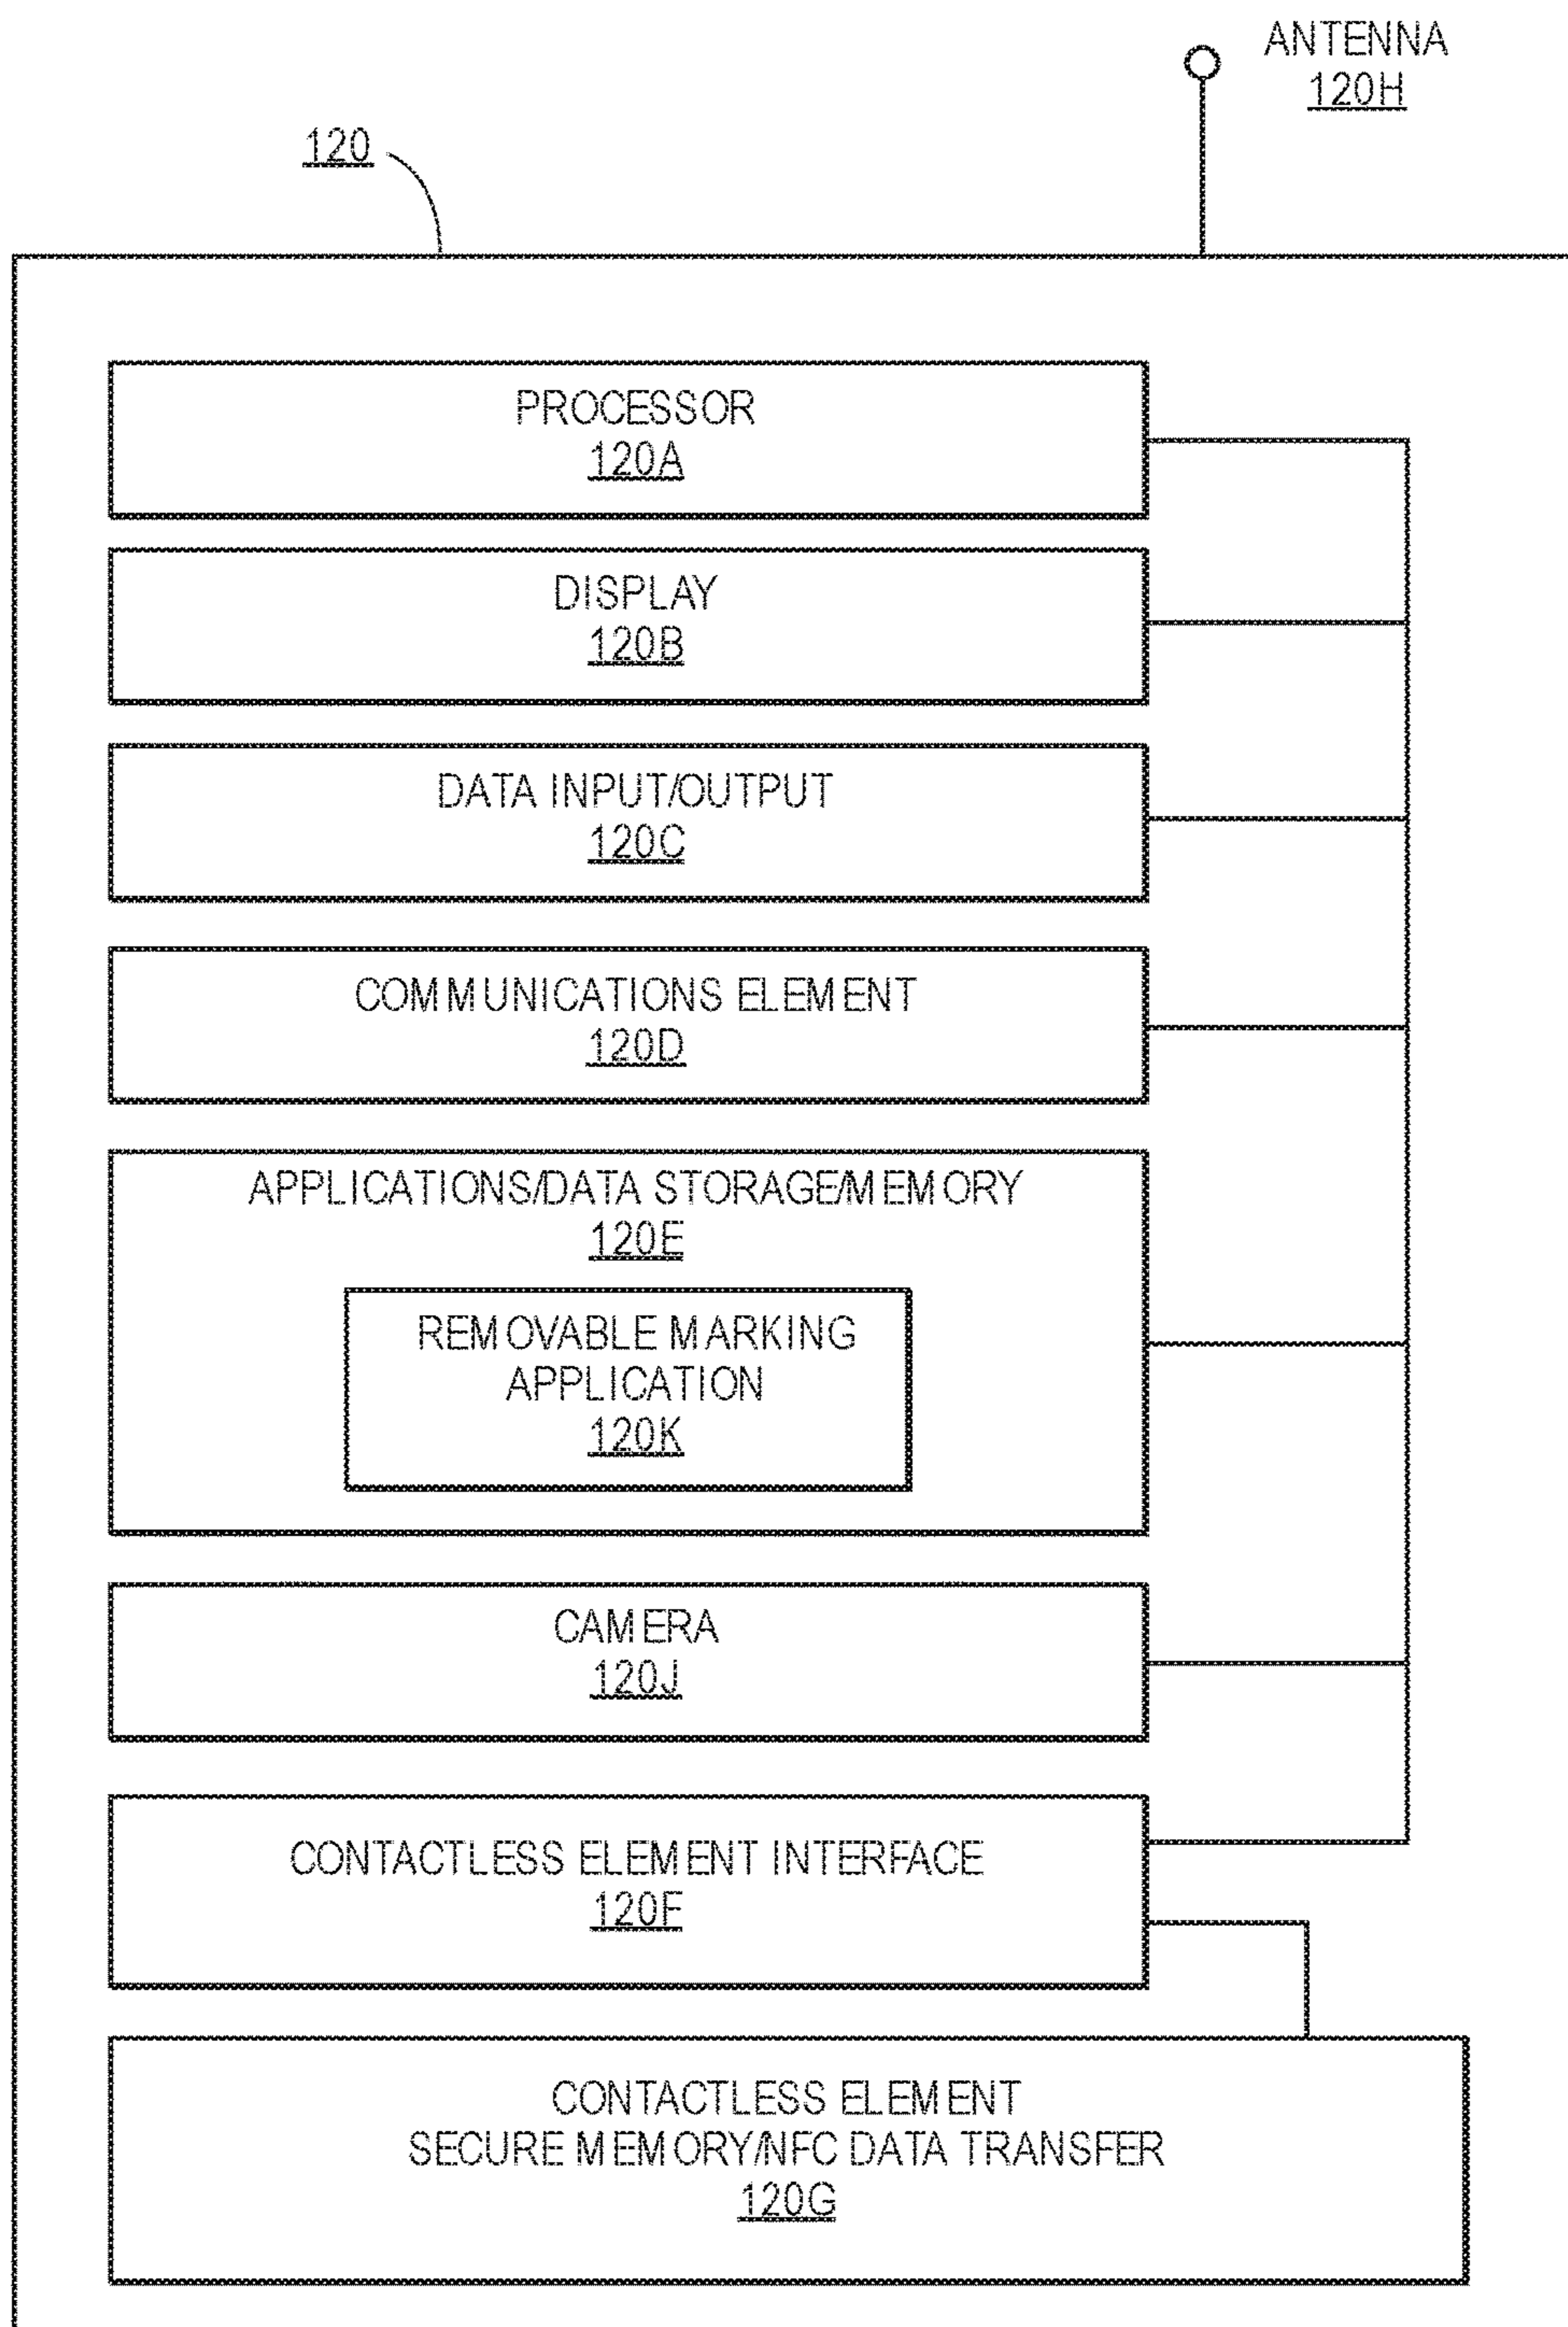 ANTENNA
120H
120
PROCESSOR
120A
DISPLAY
120B
DATA INPUT/OUTPUT
120C
COMMUNICATIONS ELEMENT
120D
APPLICATIONS/DATA STORAGE/MEMORY
120E
REMOVABLE MARKING
APPLICATION
120K
CAMERA
120J
CONTACTLESS ELEMENT INTERFACE
120F
CONTACTLESS ELEMENT
SECURE MEMORY/NFC DATA TRANSFER
120G